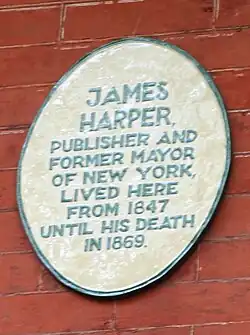 JAMES
HARPER,
PUBLISHER AND
FORMER MAYOR
OF NEW YORK,
LIVED HERE
FROM 1847
UNTIL HIS DEATH
IN 1869.